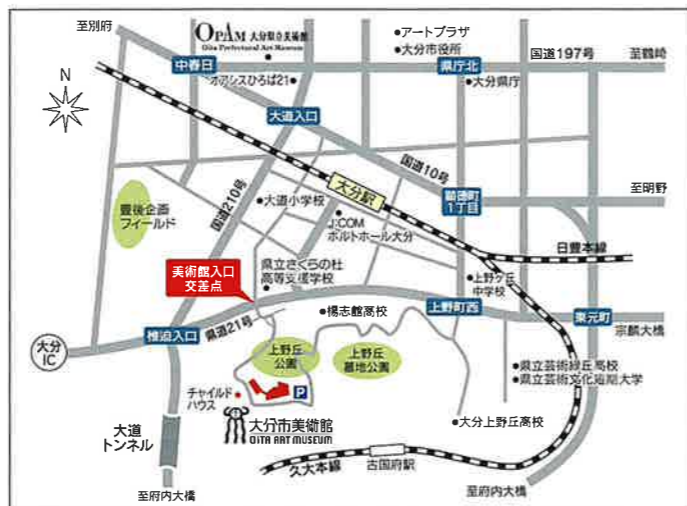 至別府
OPAM 大分県立美術館
Oita Prefectural Art Museum
アートプラザ
大分市役所
国道197号
至鶴崎
中春日
県庁北
オアシスひろば21
大分県庁
N
大道入口
国道10号
大分駅
顕徳町
1丁目
至明野
豊後企画
フィールド
国道210号
大道小学校
J:COM
ホルトホール大分
日豊本線
美術館入口
交差点
県立さくらの杜
高等支援学校
上野ケ丘
中学校
県道21号
楊志館高校
上野町西
東元町
宗麟大橋
大分
IC
椎迫入口
上野丘
公園
上野丘
墓地公園
県立芸術緑丘高校
県立芸術文化短期大学
チャイルド
ハウス
P
大分市美術館
OITA ART MUSEUM
大分上野丘高校
大道
トンネル
久大本線
古国府駅
至府内大橋
至府内大橋